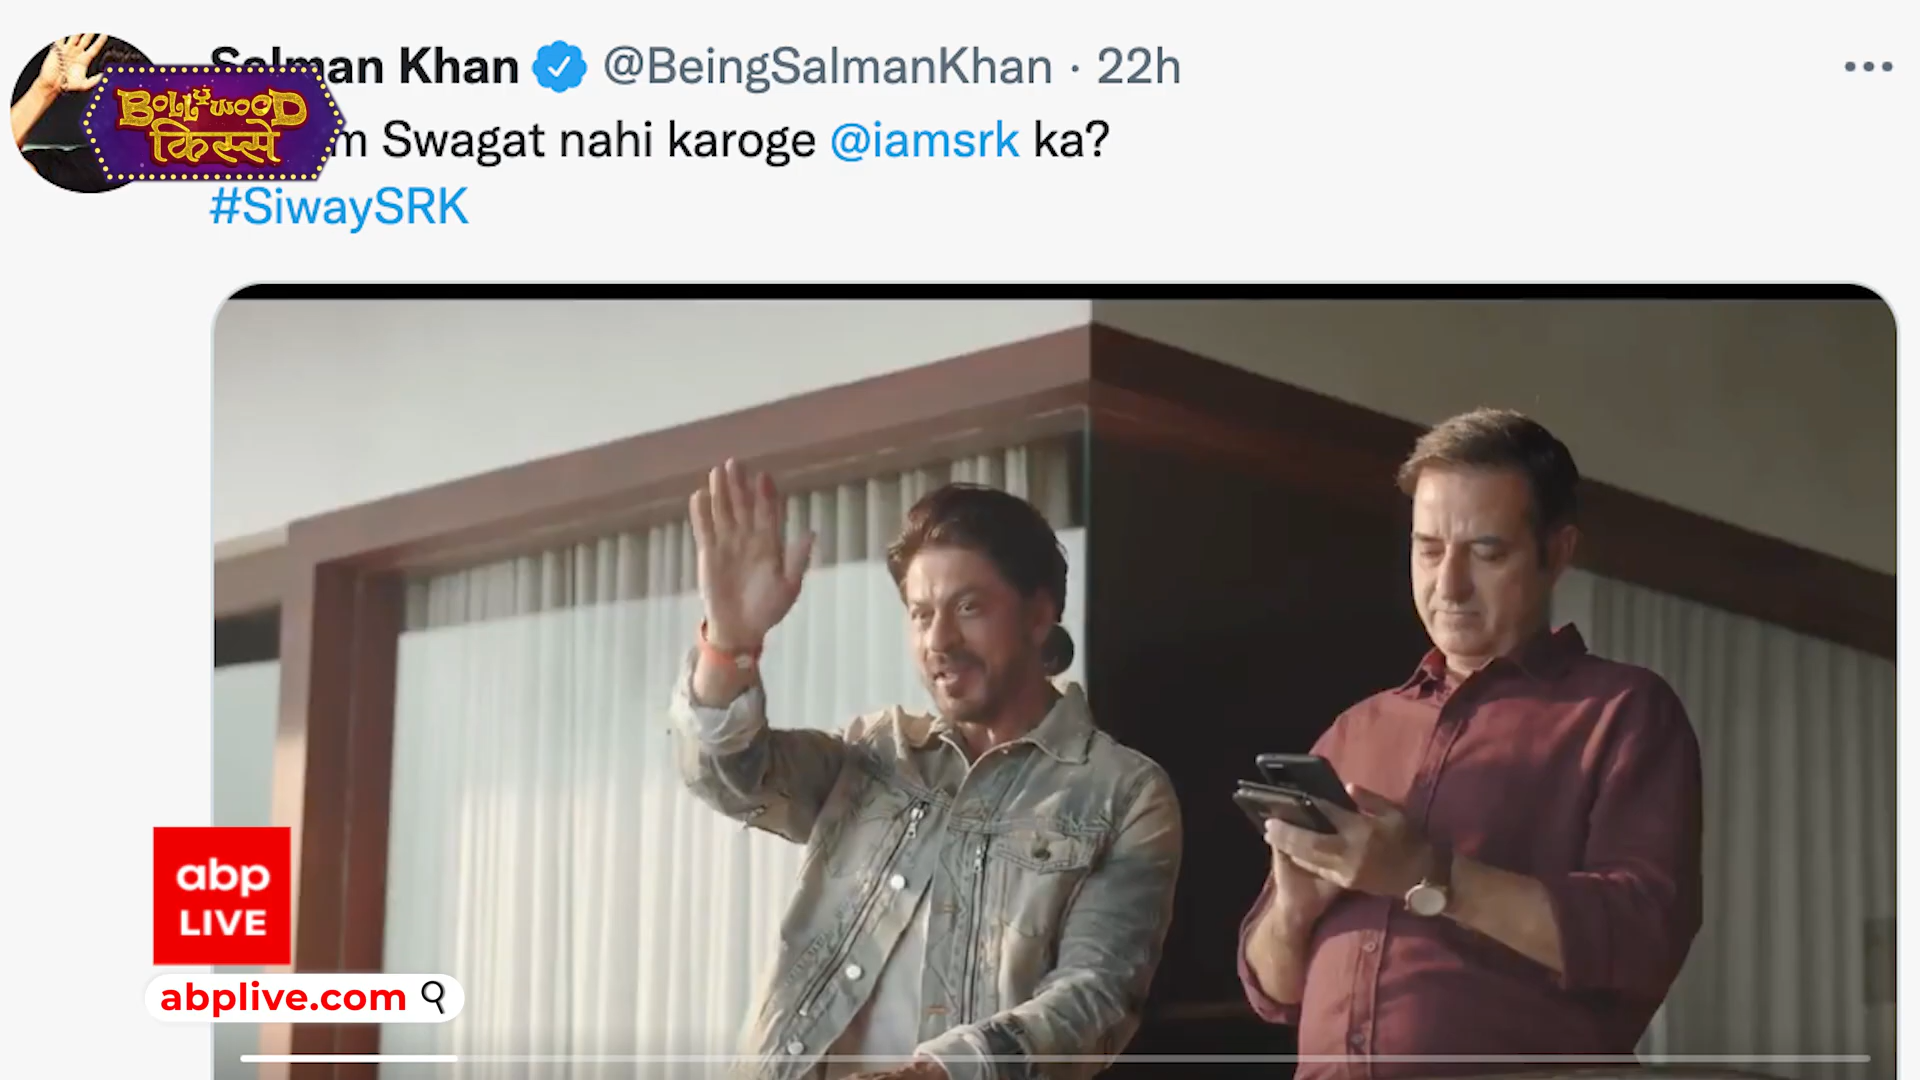 Salman Khan @BeingSalmanKhan · 22h
m Swagat nahi karoge @iamsrk ka?
#SiwaySRK
BOLLYWOOD
किस्से
abp
LIVE
abplive.com